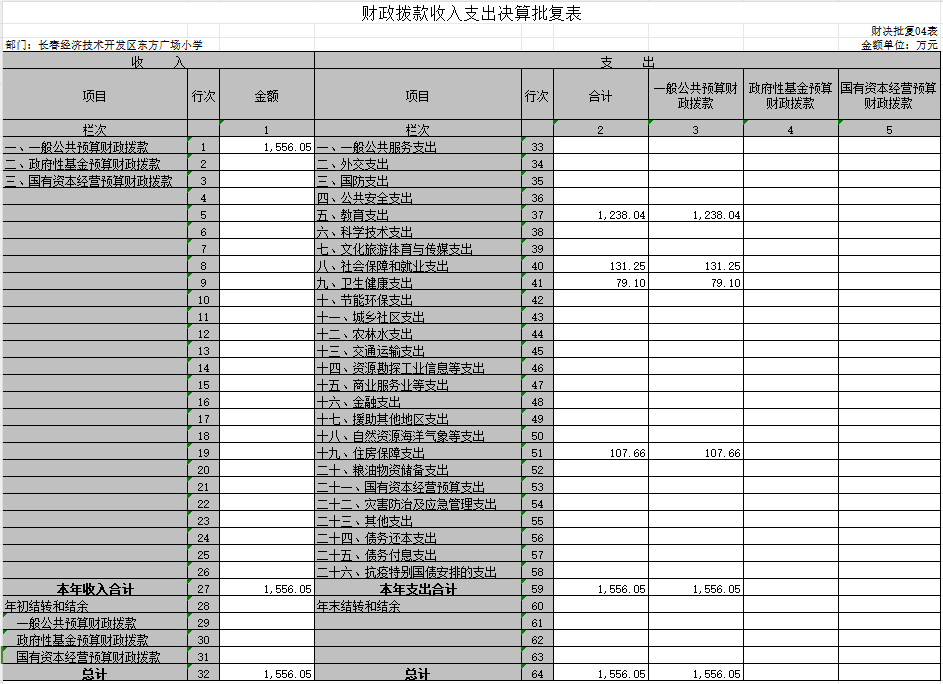 财政拨款收入支出决算批复表
财决批复04表
部门：长春经济技术开发区东方广场小学 金额单位：万元
收 入 支 出
项目 行次 金额 项目 行次 合计 一般公共预算财政拨款 政府性基金预算财政拨款 国有资本经营预算财政拨款
栏次 1 栏次 2 3 4 5
一、一般公共预算财政拨款 1 1,556.05 一、一般公共服务支出 33
二、政府性基金预算财政拨款 2 二、外交支出 34
三、国有资本经营预算财政拨款 3 三、国防支出 35
4 四、公共安全支出 36
5 五、教育支出 37 1,238.04 1,238.04
6 六、科学技术支出 38
7 七、文化旅游体育与传媒支出 39
8 八、社会保障和就业支出 40 131.25 131.25
9 九、卫生健康支出 41 79.10 79.10
10 十、节能环保支出 42
11 十一、城乡社区支出 43
12 十二、农林水支出 44
13 十三、交通运输支出 45
14 十四、资源勘探工业信息等支出 46
15 十五、商业服务业等支出 47
16 十六、金融支出 48
17 十七、援助其他地区支出 49
18 十八、自然资源海洋气象等支出 50
19 十九、住房保障支出 51 107.66 107.66
20 二十、粮油物资储备支出 52
21 二十一、国有资本经营预算支出 53
22 二十二、灾害防治及应急管理支出 54
23 二十三、其他支出 55
24 二十四、债务还本支出 56
25 二十五、债务付息支出 57
26 二十六、抗疫特别国债安排的支出 58
本年收入合计 27 1,556.05 本年支出合计 59 1,556.05 1,556.05
年初结转和结余 28 年末结转和结余 60
一般公共预算财政拨款 29 61
政府性基金预算财政拨款 30 62
国有资本经营预算财政拨款 31 63
总计 32 1,556.05 总计 64 1,556.05 1,556.05